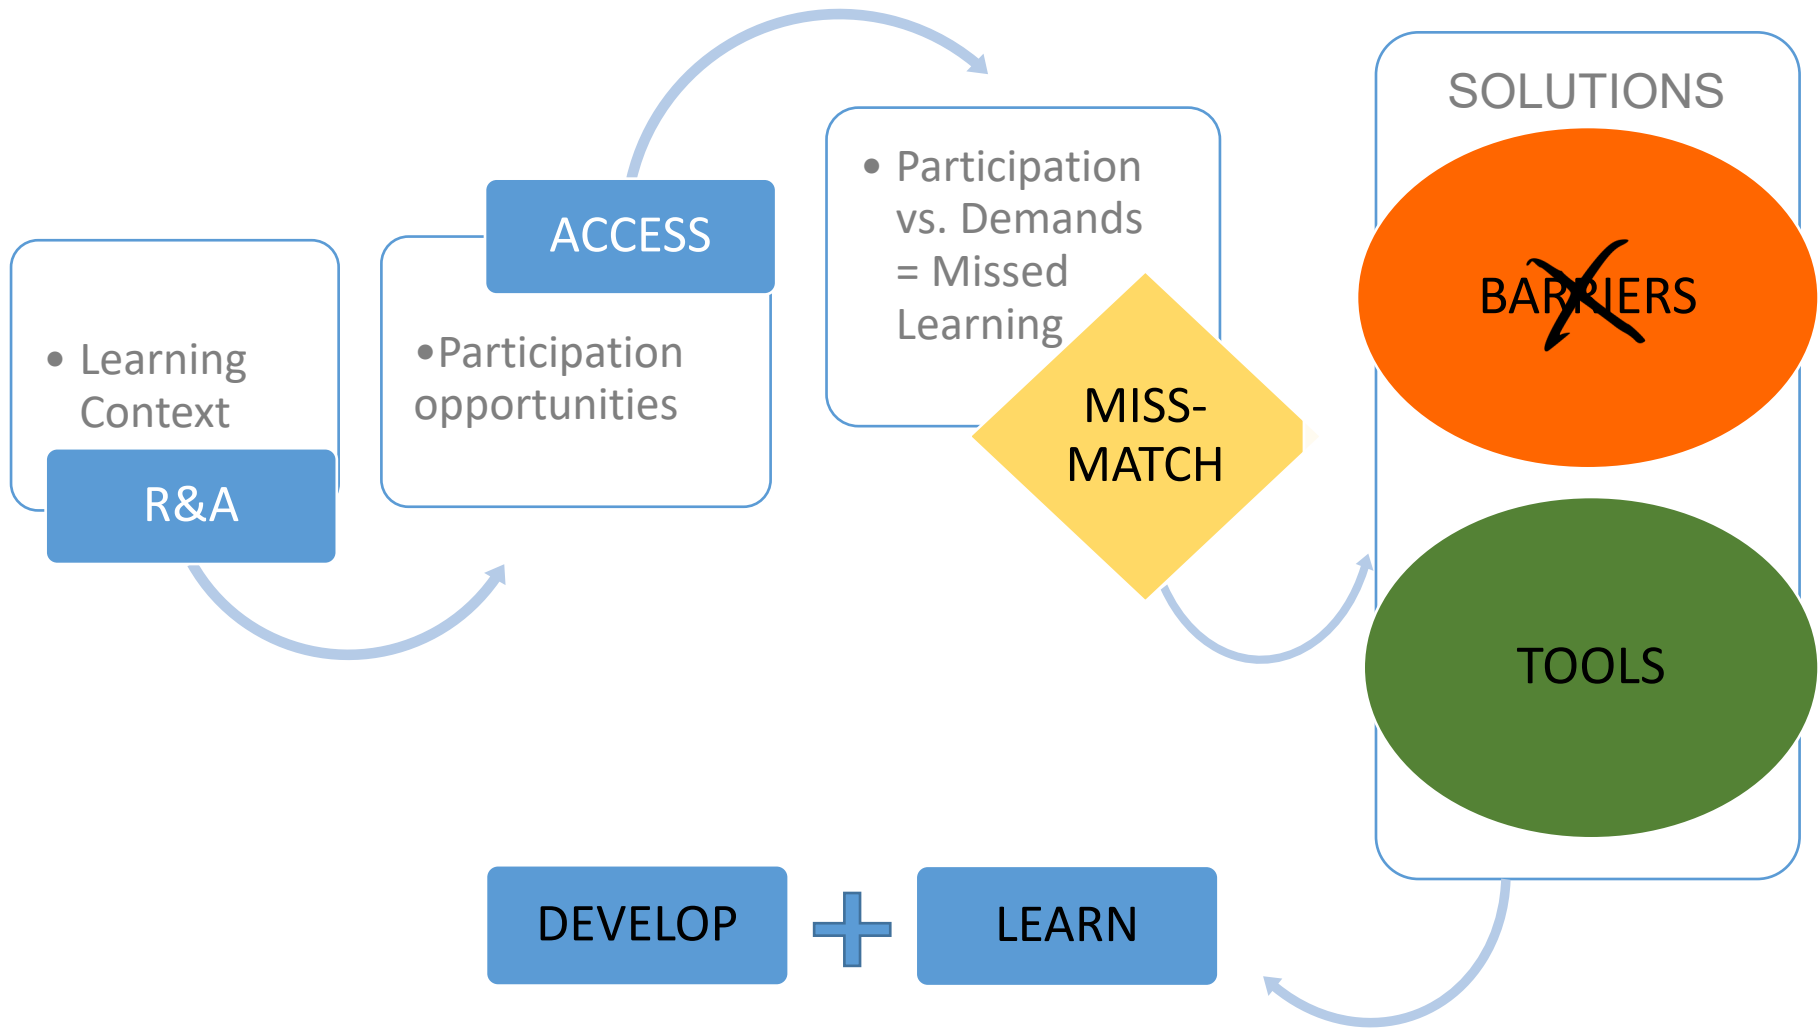 • Learning
Context
R&A
ACCESS
•Participation
opportunities
• Participation
vs. Demands
= Missed
Learning
MISS-
MATCH
SOLUTIONS
BARRIERS
TOOLS
DEVELOP
LEARN